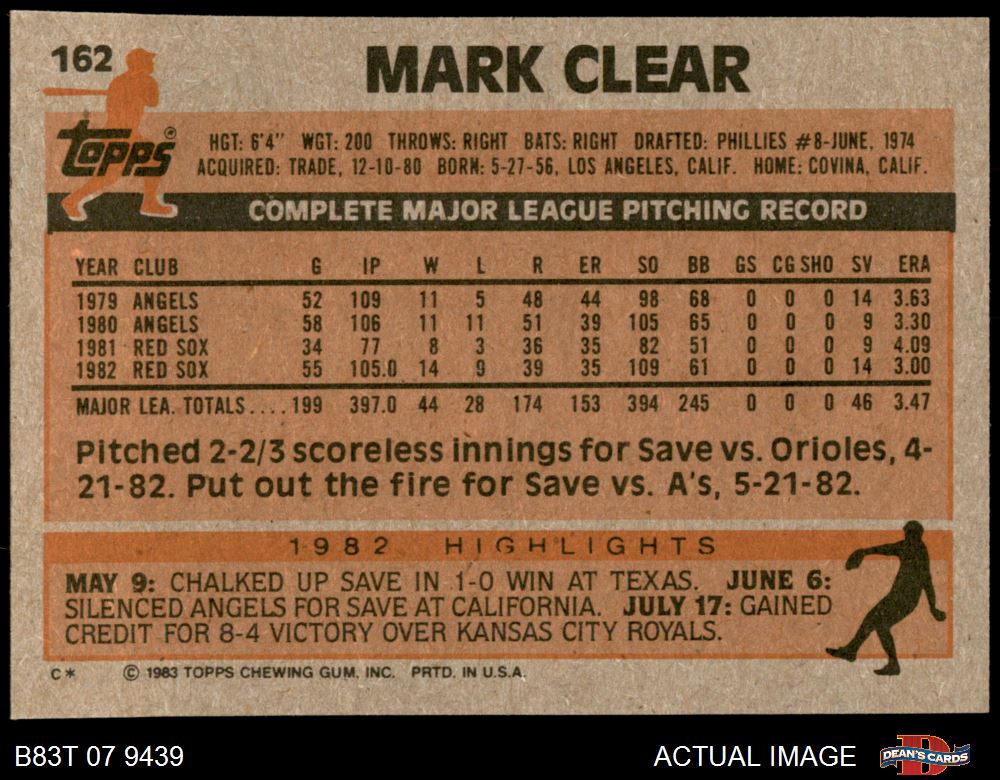 162
MARK CLEAR
Topps®
HGT: 6'4" WGT: 200 THROWS: RIGHT BATS: RIGHT DRAFTED: PHILLIES #8-JUNE, 1974
ACQUIRED: TRADE, 12-10-80 BORN: 5-27-56, LOS ANGELES, CALIF. HOME: COVINA, CALIF.
COMPLETE MAJOR LEAGUE PITCHING RECORD
YEAR CLUB G IP W L R ER SO BB GS CG SHO SV ERA
1979 ANGELS 52 109 11 5 48 44 98 68 0 0 0 14 3.63
1980 ANGELS 58 106 11 11 51 39 105 65 0 0 0 9 3.30
1981 RED SOX 34 77 8 3 36 35 82 51 0 0 0 9 4.09
1982 RED SOX 55 105.0 14 9 39 35 109 61 0 0 0 14 3.00
MAJOR LEA. TOTALS.... 199 397.0 44 28 174 153 394 245 0 0 0 46 3.47
Pitched 2-2/3 scoreless innings for Save vs. Orioles, 4-
21-82. Put out the fire for Save vs. A's, 5-21-82.
1982 HIGHLIGHTS
MAY 9: CHALKED UP SAVE IN 1-0 WIN AT TEXAS. JUNE 6:
SILENCED ANGELS FOR SAVE AT CALIFORNIA. JULY 17: GAINED
CREDIT FOR 8-4 VICTORY OVER KANSAS CITY ROYALS.
C* © 1983 TOPPS CHEWING GUM, INC. PRTD. IN U.S.A.
B83T 07 9439 ACTUAL IMAGE DEAN'S CARDS